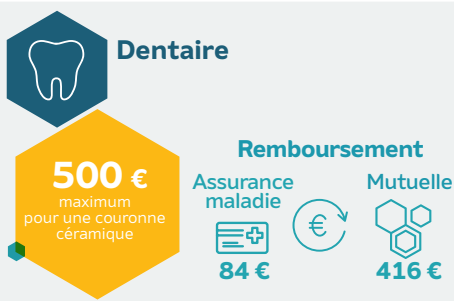 Dentaire
500 €
maximum
pour une couronne
céramique
Remboursement
Assurance
maladie
84 €
€
Mutuelle
416 €